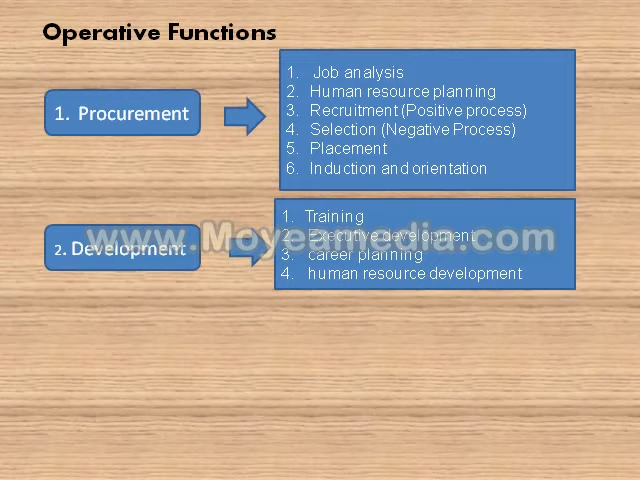 Operative Functions
1. Procurement
1. Job analysis
2. Human resource planning
3. Recruitment (Positive process)
4. Selection (Negative Process)
5. Placement
6. Induction and orientation
2. Development
1. Training
2. Executive development
3. career planning
4. human resource development
www.Moyeamedia.com